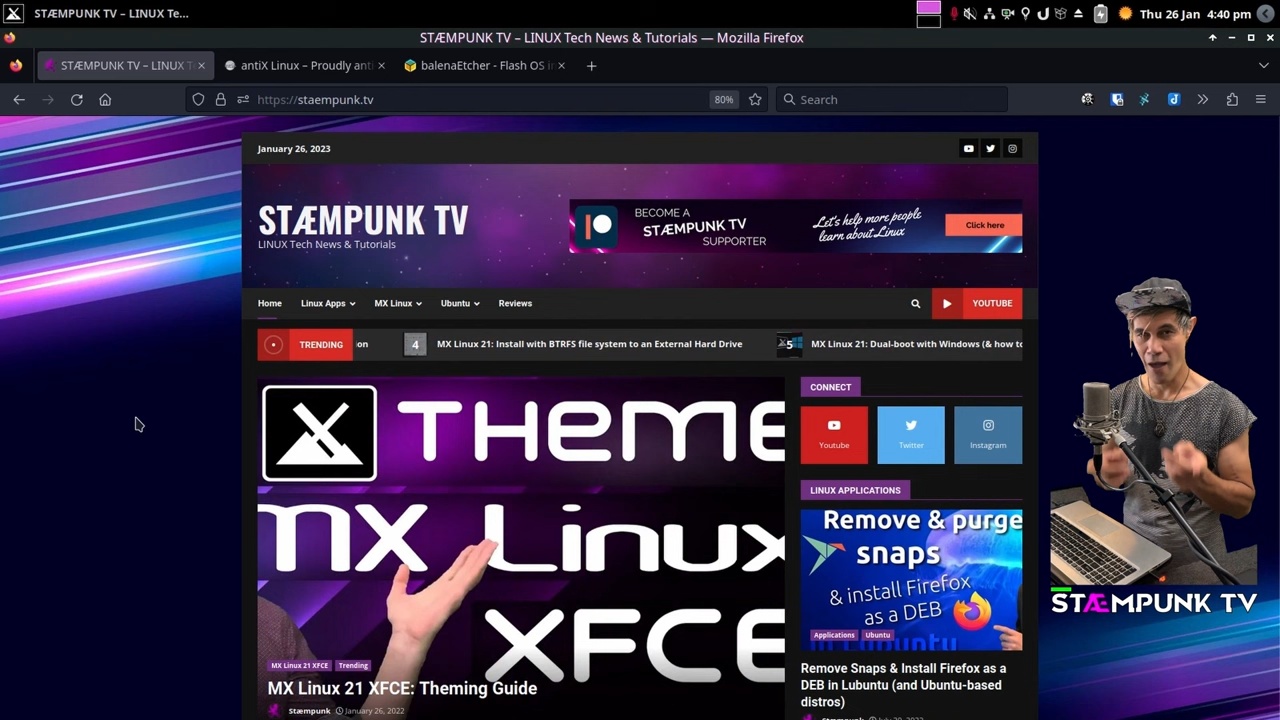 STÆMPUNK TV – LINUX Te...
Thu 26 Jan 4:40 pm
STÆMPUNK TV – LINUX Tech News & Tutorials — Mozilla Firefox
STÆMPUNK TV – LINUX T
antiX Linux – Proudly anti
balenaEtcher - Flash OS i
https://staempunk.tv
80%
Search
January 26, 2023
STÆMPUNK TV
LINUX Tech News & Tutorials
BECOME A
STÆMPUNK TV
SUPPORTER
Let's help more people
learn about Linux
Click here
Home
Linux Apps
MX Linux
Ubuntu
Reviews
YOUTUBE
TRENDING
on
4
MX Linux 21: Install with BTRFS file system to an External Hard Drive
5
MX Linux 21: Dual-boot with Windows (& how to
THEME
MX Linux
XFCE
MX Linux 21 XFCE
Trending
MX Linux 21 XFCE: Theming Guide
Stæmpunk
January 26, 2022
CONNECT
Youtube
Twitter
Instagram
LINUX APPLICATIONS
Remove & purge
snaps
& install Firefox
as a DEB
in Lubuntu
Applications
Ubuntu
Remove Snaps & Install Firefox as a
DEB in Lubuntu (and Ubuntu-based
distros)
STÆMPUNK TV